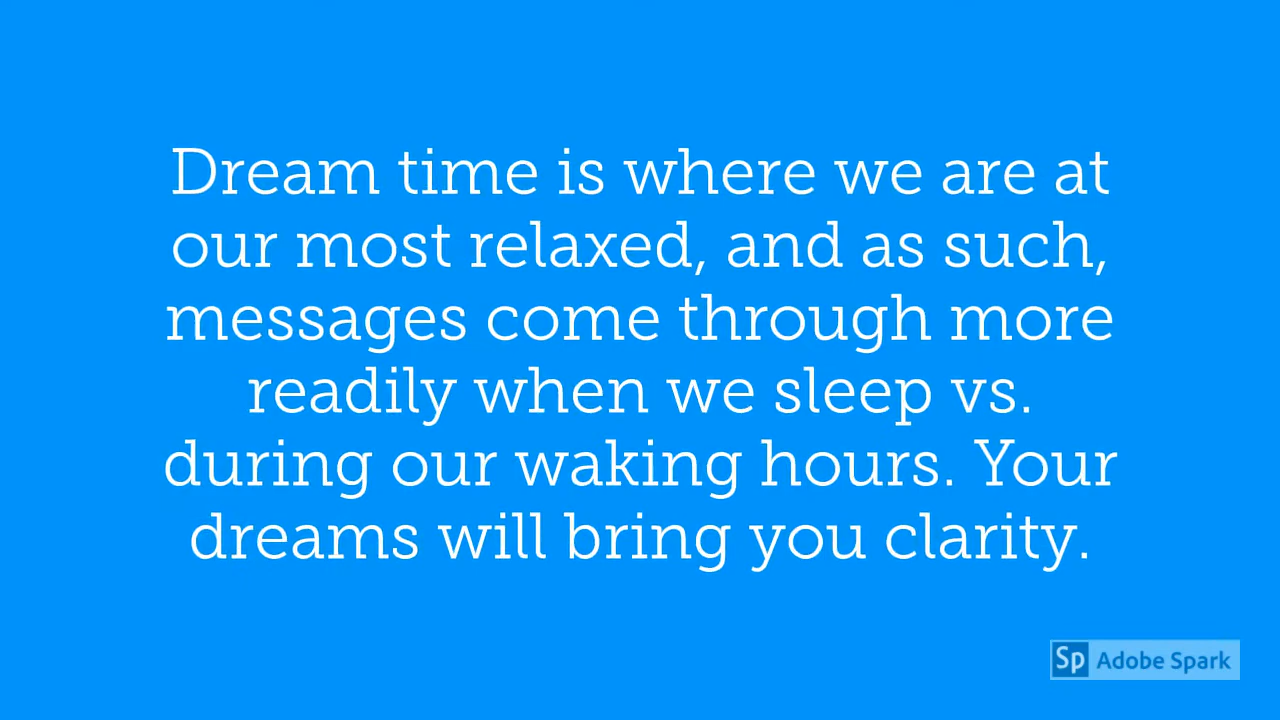 Dream time is where we are at
our most relaxed, and as such,
messages come through more
readily when we sleep vs.
during our waking hours. Your
dreams will bring you clarity.
Sp Adobe Spark